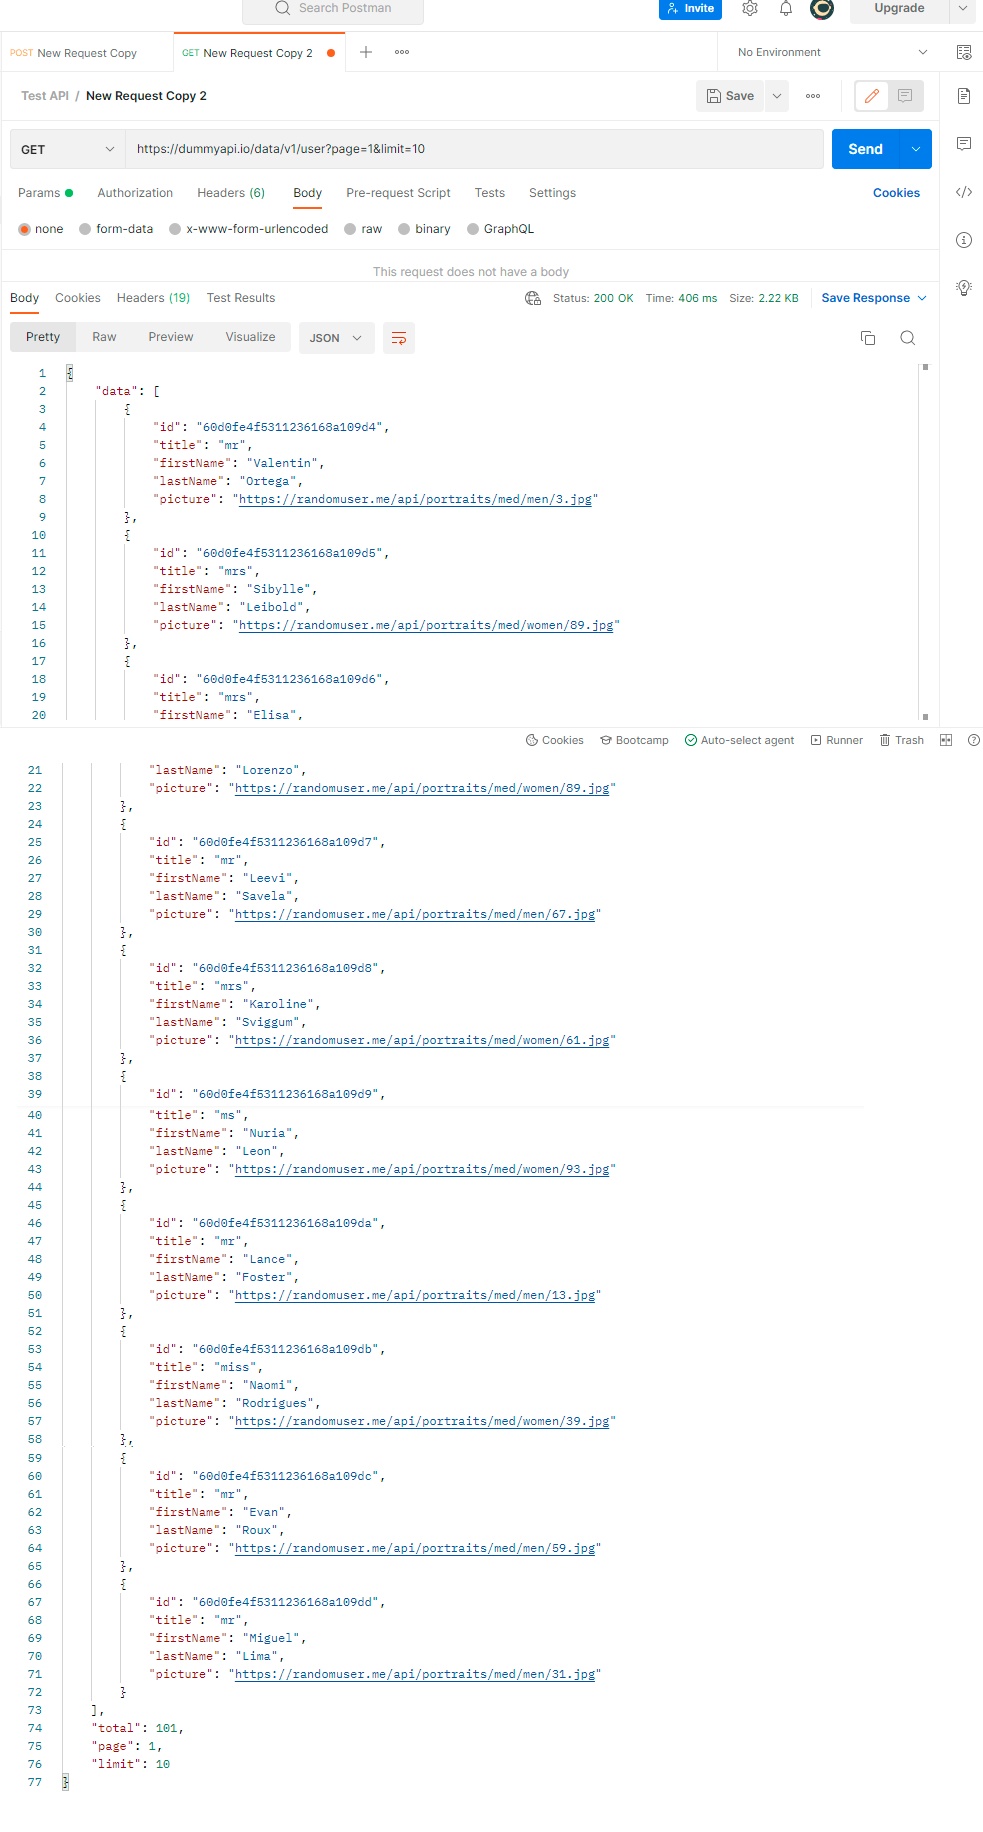 Search Postman
Invite
Upgrade
POST New Request Copy
GET New Request Copy 2
No Environment
Test API / New Request Copy 2
Save
GET
https://dummyapi.io/data/v1/user?page=1&limit=10
Send
Params Authorization Headers (6) Body Pre-request Script Tests Settings Cookies
none form-data x-www-form-urlencoded raw binary GraphQL
This request does not have a body
Body Cookies Headers (19) Test Results Status: 200 OK Time: 406 ms Size: 2.22 KB Save Response
Pretty Raw Preview Visualize JSON
1 {
2 "data": [
3 {
4 "id": "60d0fe4f5311236168a109d4",
5 "title": "mr",
6 "firstName": "Valentin",
7 "lastName": "Ortega",
8 "picture": "https://randomuser.me/api/portraits/med/men/3.jpg"
9 },
10 {
11 "id": "60d0fe4f5311236168a109d5",
12 "title": "mrs",
13 "firstName": "Sibylle",
14 "lastName": "Leibold",
15 "picture": "https://randomuser.me/api/portraits/med/women/89.jpg"
16 },
17 {
18 "id": "60d0fe4f5311236168a109d6",
19 "title": "mrs",
20 "firstName": "Elisa",
Cookies Bootcamp Auto-select agent Runner Trash
21 "lastName": "Lorenzo",
22 "picture": "https://randomuser.me/api/portraits/med/women/89.jpg"
23 },
24 {
25 "id": "60d0fe4f5311236168a109d7",
26 "title": "mr",
27 "firstName": "Leevi",
28 "lastName": "Savela",
29 "picture": "https://randomuser.me/api/portraits/med/men/67.jpg"
30 },
31 {
32 "id": "60d0fe4f5311236168a109d8",
33 "title": "mrs",
34 "firstName": "Karoline",
35 "lastName": "Sviggum",
36 "picture": "https://randomuser.me/api/portraits/med/women/61.jpg"
37 },
38 {
39 "id": "60d0fe4f5311236168a109d9",
40 "title": "ms",
41 "firstName": "Nuria",
42 "lastName": "Leon",
43 "picture": "https://randomuser.me/api/portraits/med/women/93.jpg"
44 },
45 {
46 "id": "60d0fe4f5311236168a109da",
47 "title": "mr",
48 "firstName": "Lance",
49 "lastName": "Foster",
50 "picture": "https://randomuser.me/api/portraits/med/men/13.jpg"
51 },
52 {
53 "id": "60d0fe4f5311236168a109db",
54 "title": "miss",
55 "firstName": "Naomi",
56 "lastName": "Rodrigues",
57 "picture": "https://randomuser.me/api/portraits/med/women/39.jpg"
58 },
59 {
60 "id": "60d0fe4f5311236168a109dc",
61 "title": "mr",
62 "firstName": "Evan",
63 "lastName": "Roux",
64 "picture": "https://randomuser.me/api/portraits/med/men/59.jpg"
65 },
66 {
67 "id": "60d0fe4f5311236168a109dd",
68 "title": "mr",
69 "firstName": "Miguel",
70 "lastName": "Lima",
71 "picture": "https://randomuser.me/api/portraits/med/men/31.jpg"
72 }
73 ],
74 "total": 101,
75 "page": 1,
76 "limit": 10
77 }